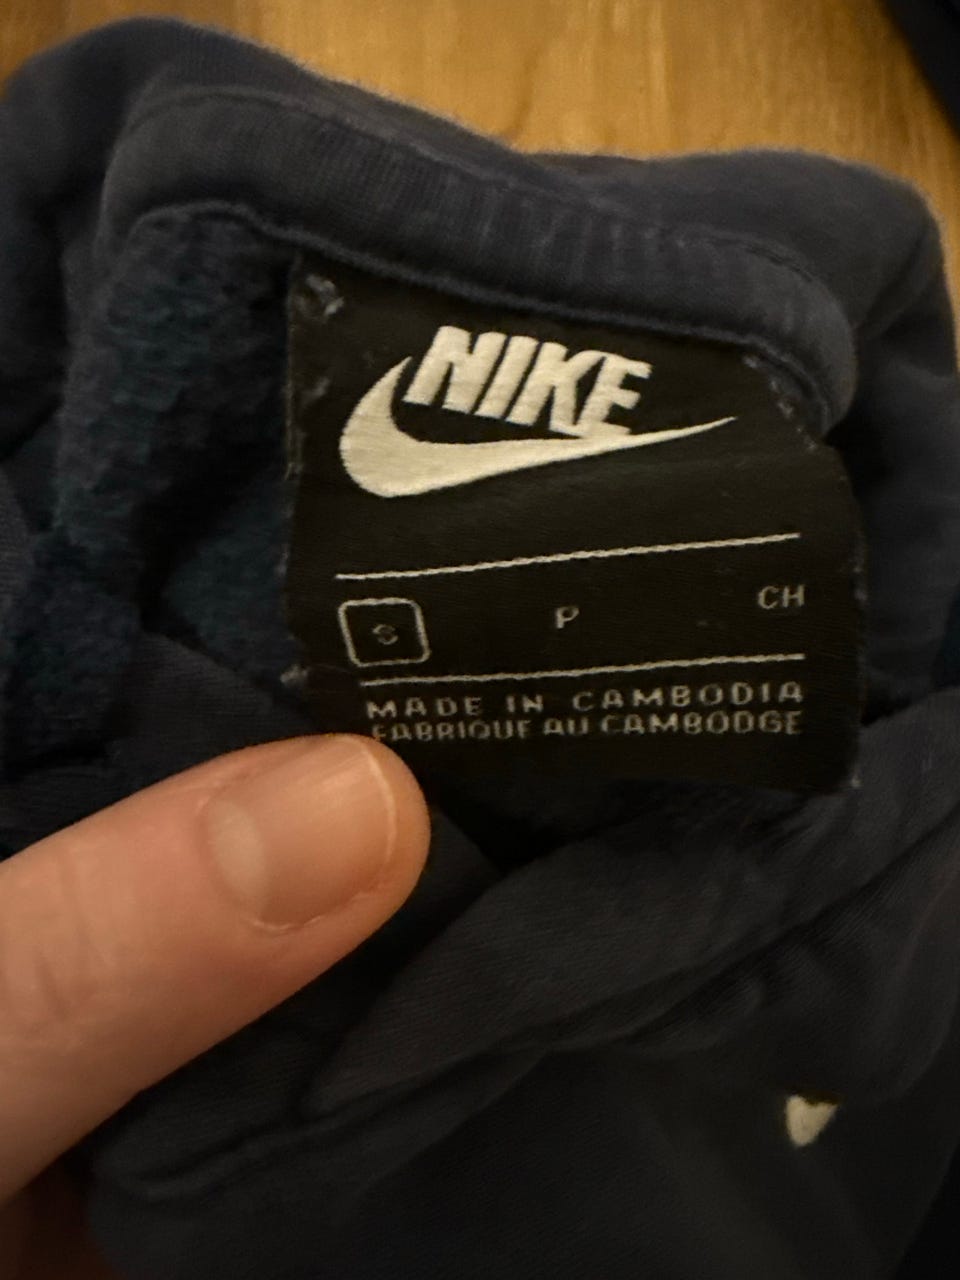 NIKE
S P CH
MADE IN CAMBODIA
FABRIQUE AU CAMBODGE